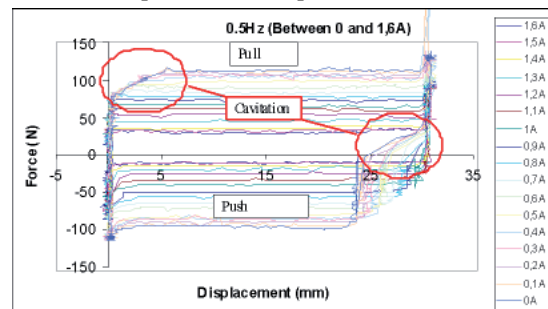 0.5Hz (Between 0 and 1,6A)
Pull
Cavitation
Push
Force (N)
150
100
50
0
-50
-100
-150
-5
5
15
25
35
Displacement (mm)
1,6A
1,5A
1,4A
1,3A
1,2A
1,1A
1A
0,9A
0,8A
0,7A
0,6A
0,5A
0,4A
0,3A
0,2A
0,1A
0A